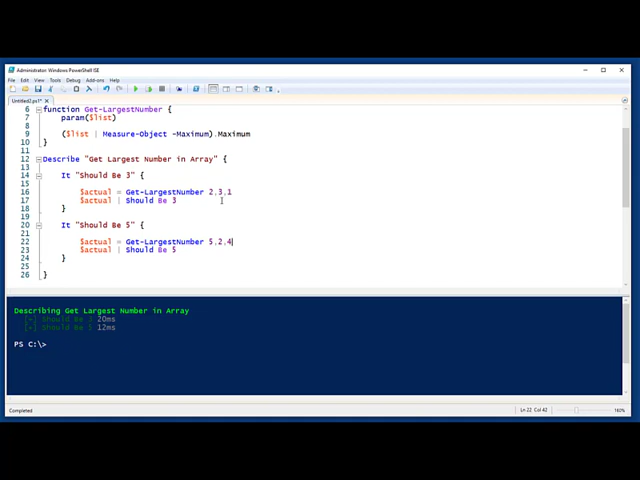 Administrator: Windows PowerShell ISE
File Edit View Tools Debug Add-ons Help
Untitled2.ps1*
6 function Get-LargestNumber {
7 param($list)
8
9 ($list | Measure-Object -Maximum).Maximum
10 }
11
12 Describe "Get Largest Number in Array" {
13
14 It "Should Be 3" {
15
16 $actual = Get-LargestNumber 2,3,1
17 $actual | Should Be 3
18 }
19
20 It "Should Be 5" {
21
22 $actual = Get-LargestNumber 5,2,4
23 $actual | Should Be 5
24 }
25
26 }
Describing Get Largest Number in Array
[+] Should Be 3 20ms
[+] Should Be 12ms
PS C:\>
Completed
Ln 22 Col 42
160%